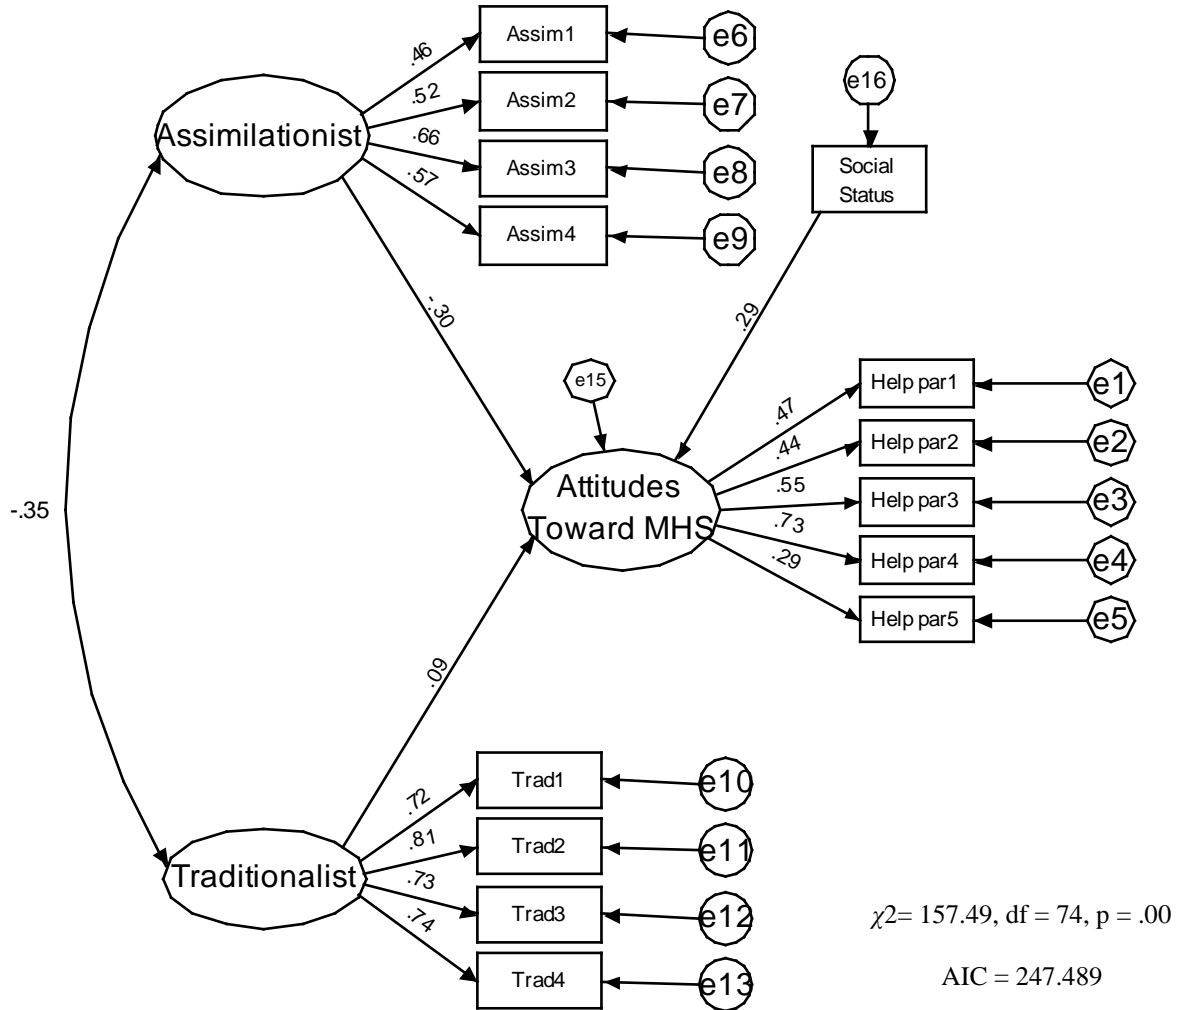 .46
Assim1
e6
.52
Assim2
e7
.66
Assim3
e8
.57
Assim4
e9
Assimilationist
e16
Social
Status
-.30
.29
e15
Attitudes
Toward MHS
.47
Help par1
e1
.44
Help par2
e2
.55
Help par3
e3
.73
Help par4
e4
.29
Help par5
e5
-.35
.09
Traditionalist
.72
Trad1
e10
.81
Trad2
e11
.73
Trad3
e12
.74
Trad4
e13
χ2= 157.49, df = 74, p = .00
AIC = 247.489